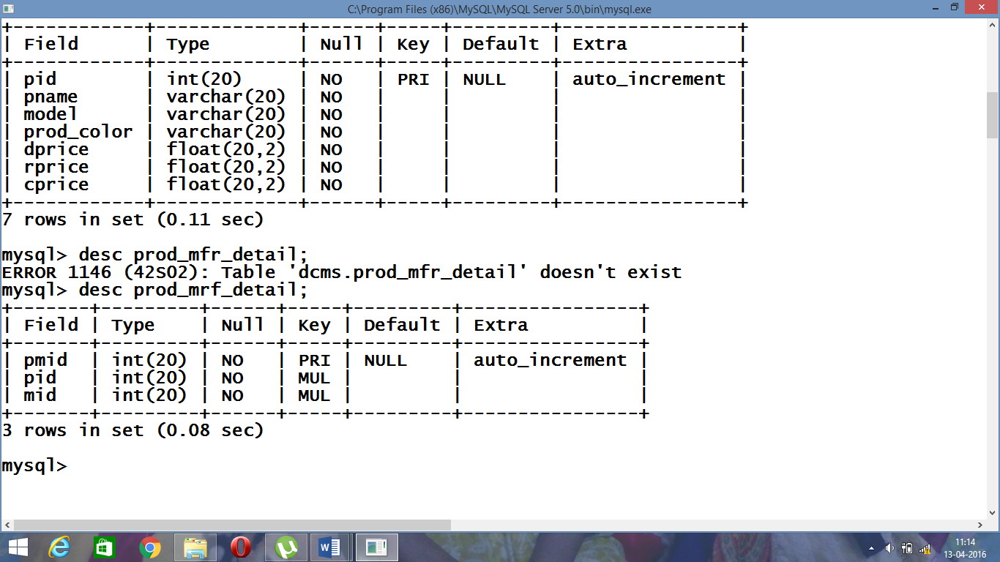 C:\Program Files (x86)\MySQL\MySQL Server 5.0\bin\mysql.exe
+------------+-------------+------+-----+---------+----------------+
| Field      | Type        | Null | Key | Default | Extra          |
+------------+-------------+------+-----+---------+----------------+
| pid        | int(20)     | NO   | PRI | NULL    | auto_increment |
| pname      | varchar(20) | NO   |     |         |                |
| model      | varchar(20) | NO   |     |         |                |
| prod_color | varchar(20) | NO   |     |         |                |
| dprice     | float(20,2) | NO   |     |         |                |
| rprice     | float(20,2) | NO   |     |         |                |
| cprice     | float(20,2) | NO   |     |         |                |
+------------+-------------+------+-----+---------+----------------+
7 rows in set (0.11 sec)
mysql> desc prod_mfr_detail;
ERROR 1146 (42S02): Table 'dcms.prod_mfr_detail' doesn't exist
mysql> desc prod_mrf_detail;
+-------+---------+------+-----+---------+----------------+
| Field | Type    | Null | Key | Default | Extra          |
+-------+---------+------+-----+---------+----------------+
| pmid  | int(20) | NO   | PRI | NULL    | auto_increment |
| pid   | int(20) | NO   | MUL |         |                |
| mid   | int(20) | NO   | MUL |         |                |
+-------+---------+------+-----+---------+----------------+
3 rows in set (0.08 sec)
mysql>
11:14
13-04-2016